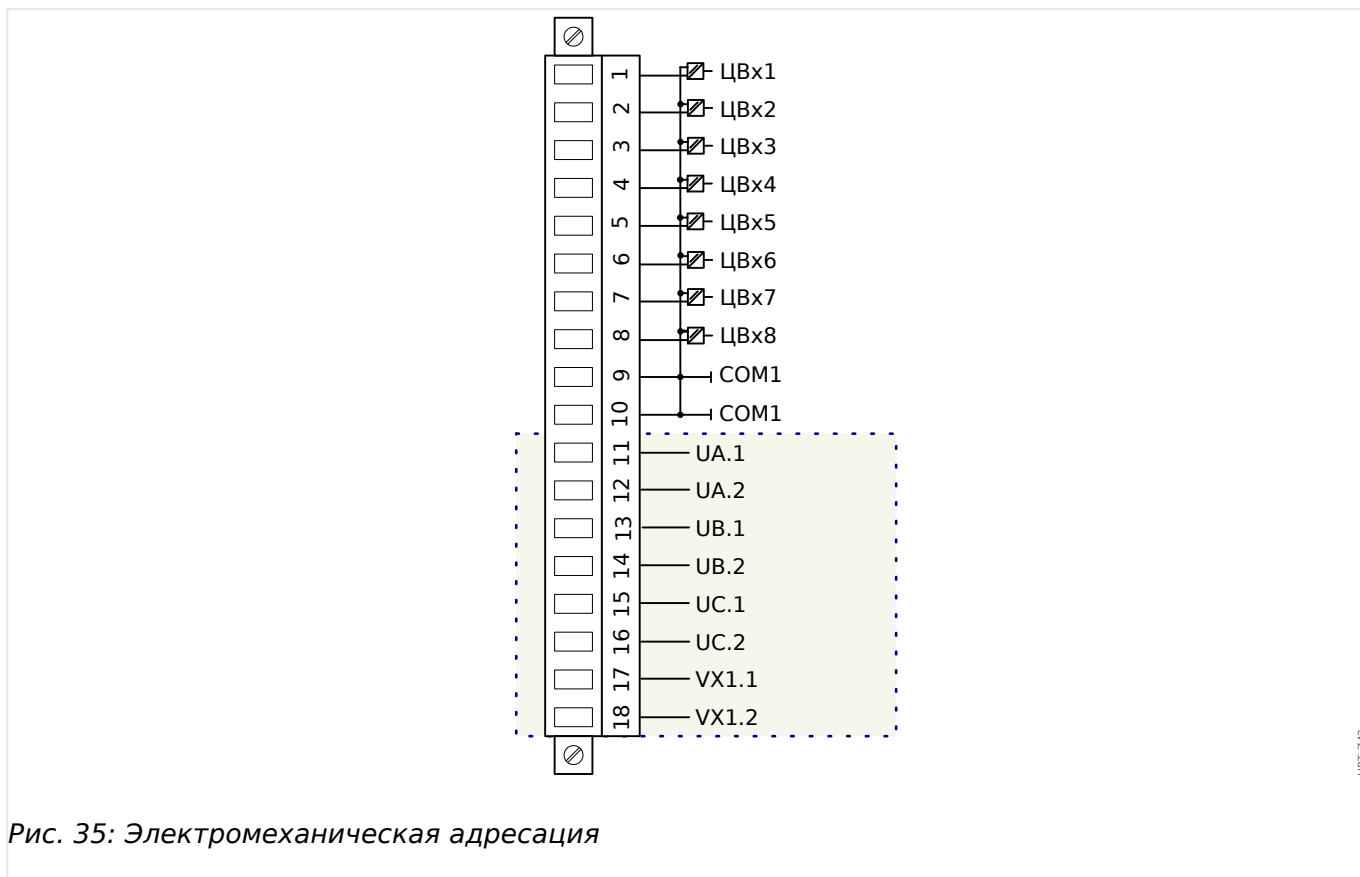 1 ЦВх1
2 ЦВх2
3 ЦВх3
4 ЦВх4
5 ЦВх5
6 ЦВх6
7 ЦВх7
8 ЦВх8
9 COM1
10 COM1
11 UA.1
12 UA.2
13 UB.1
14 UB.2
15 UC.1
16 UC.2
17 VX1.1
18 VX1.2
Рис. 35: Электромеханическая адресация